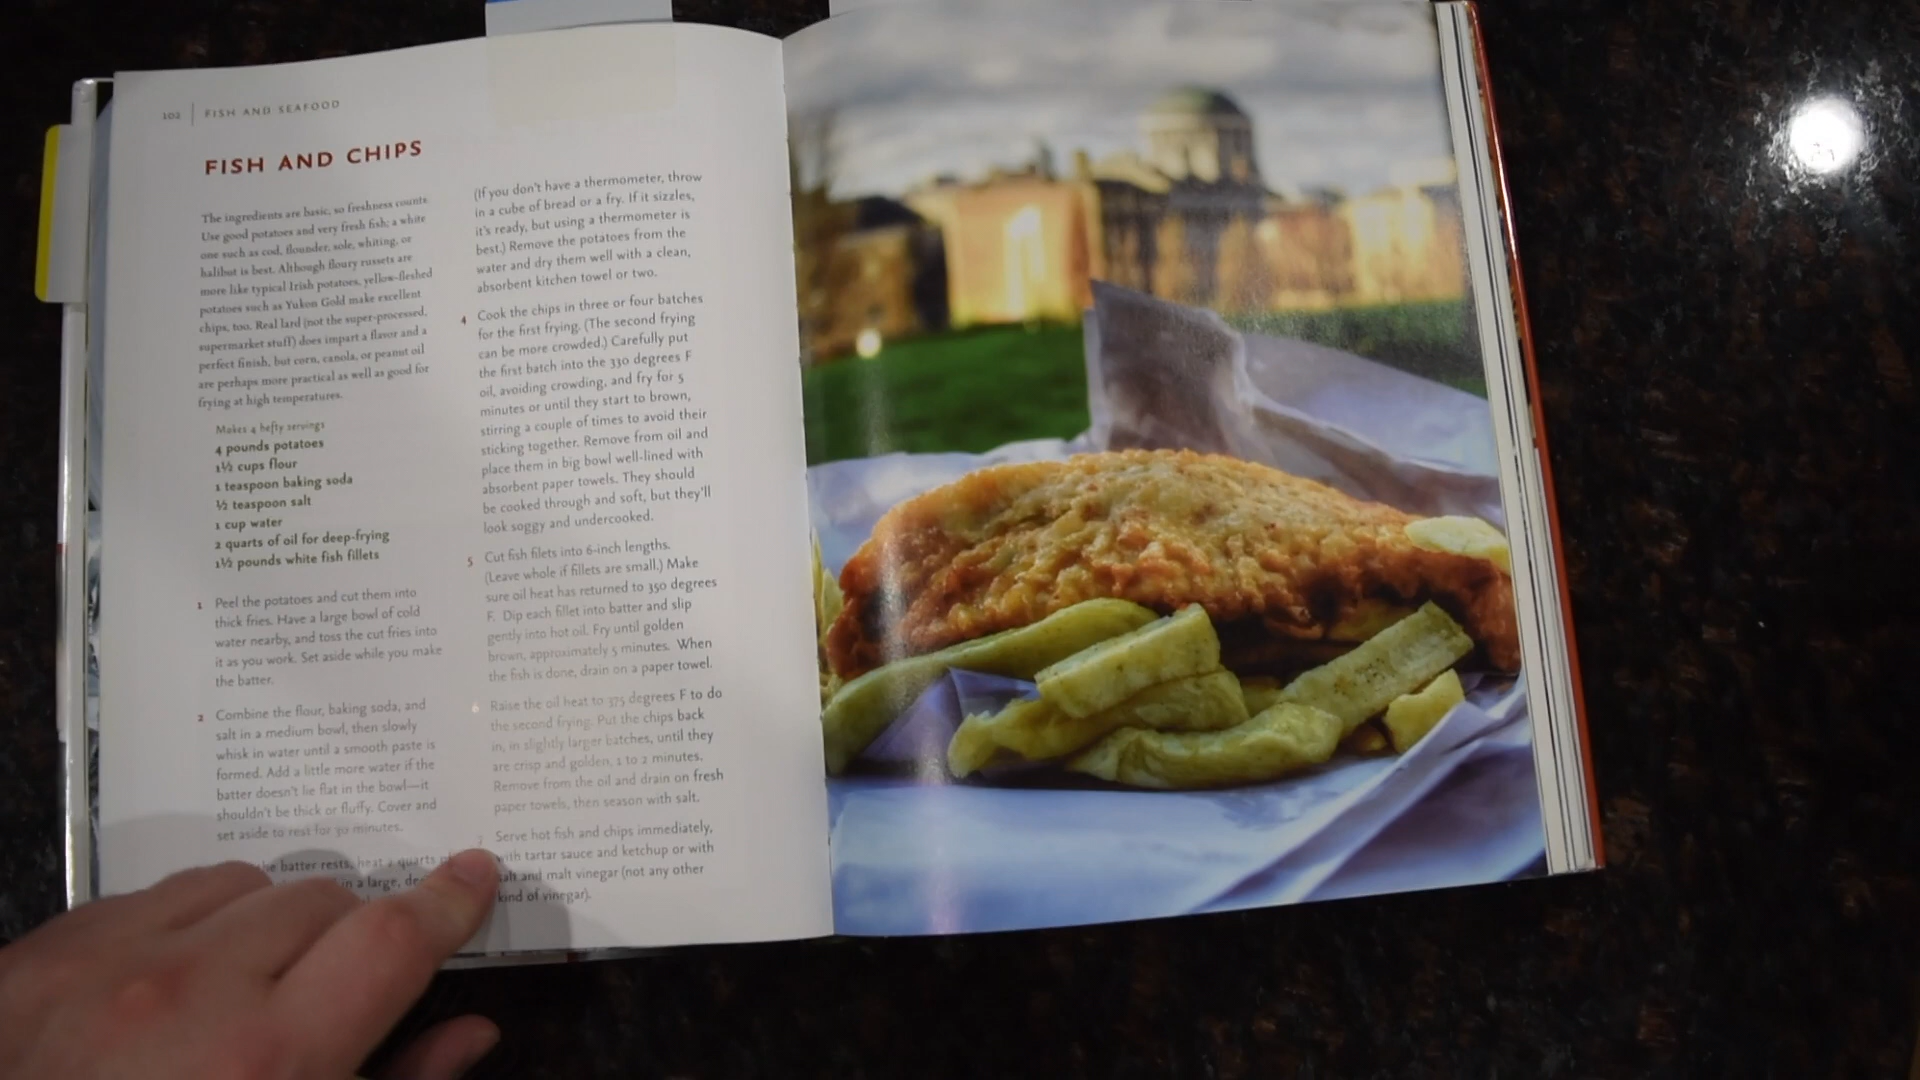 102 | FISH AND SEAFOOD
FISH AND CHIPS
The ingredients are basic, so freshness counts.
Use good potatoes and very fresh fish; a white
one such as cod, flounder, sole, whiting, or
halibut is best. Although floury russets are
more like typical Irish potatoes, yellow-fleshed
potatoes such as Yukon Gold make excellent
chips, too. Real lard (not the super-processed,
supermarket stuff) does impart a flavor and a
perfect finish, but corn, canola, or peanut oil
are perhaps more practical as well as good for
frying at high temperatures.
Makes 4 hefty servings
4 pounds potatoes
1½ cups flour
1 teaspoon baking soda
½ teaspoon salt
1 cup water
2 quarts of oil for deep-frying
1½ pounds white fish fillets
1 Peel the potatoes and cut them into
thick fries. Have a large bowl of cold
water nearby, and toss the cut fries into
it as you work. Set aside while you make
the batter.
2 Combine the flour, baking soda, and
salt in a medium bowl, then slowly
whisk in water until a smooth paste is
formed. Add a little more water if the
batter doesn't lie flat in the bowl—it
shouldn't be thick or fluffy. Cover and
set aside to rest for 30 minutes.
the batter rests, heat 2 quarts
in a large,
(If you don't have a thermometer, throw
in a cube of bread or a fry. If it sizzles,
it's ready, but using a thermometer is
best.) Remove the potatoes from the
water and dry them well with a clean,
absorbent kitchen towel or two.
4 Cook the chips in three or four batches
for the first frying. (The second frying
can be more crowded.) Carefully put
the first batch into the 330 degrees F
oil, avoiding crowding, and fry for 5
minutes or until they start to brown,
stirring a couple of times to avoid their
sticking together. Remove from oil and
place them in big bowl well-lined with
absorbent paper towels. They should
be cooked through and soft, but they'll
look soggy and undercooked.
5 Cut fish filets into 6-inch lengths.
(Leave whole if fillets are small.) Make
sure oil heat has returned to 350 degrees
F. Dip each fillet into batter and slip
gently into hot oil. Fry until golden
brown, approximately 5 minutes. When
the fish is done, drain on a paper towel.
6 Raise the oil heat to 375 degrees F to do
the second frying. Put the chips back
in, in slightly larger batches, until they
are crisp and golden, 1 to 2 minutes.
Remove from the oil and drain on fresh
paper towels, then season with salt.
7 Serve hot fish and chips immediately,
with tartar sauce and ketchup or with
salt and malt vinegar (not any other
kind of vinegar).